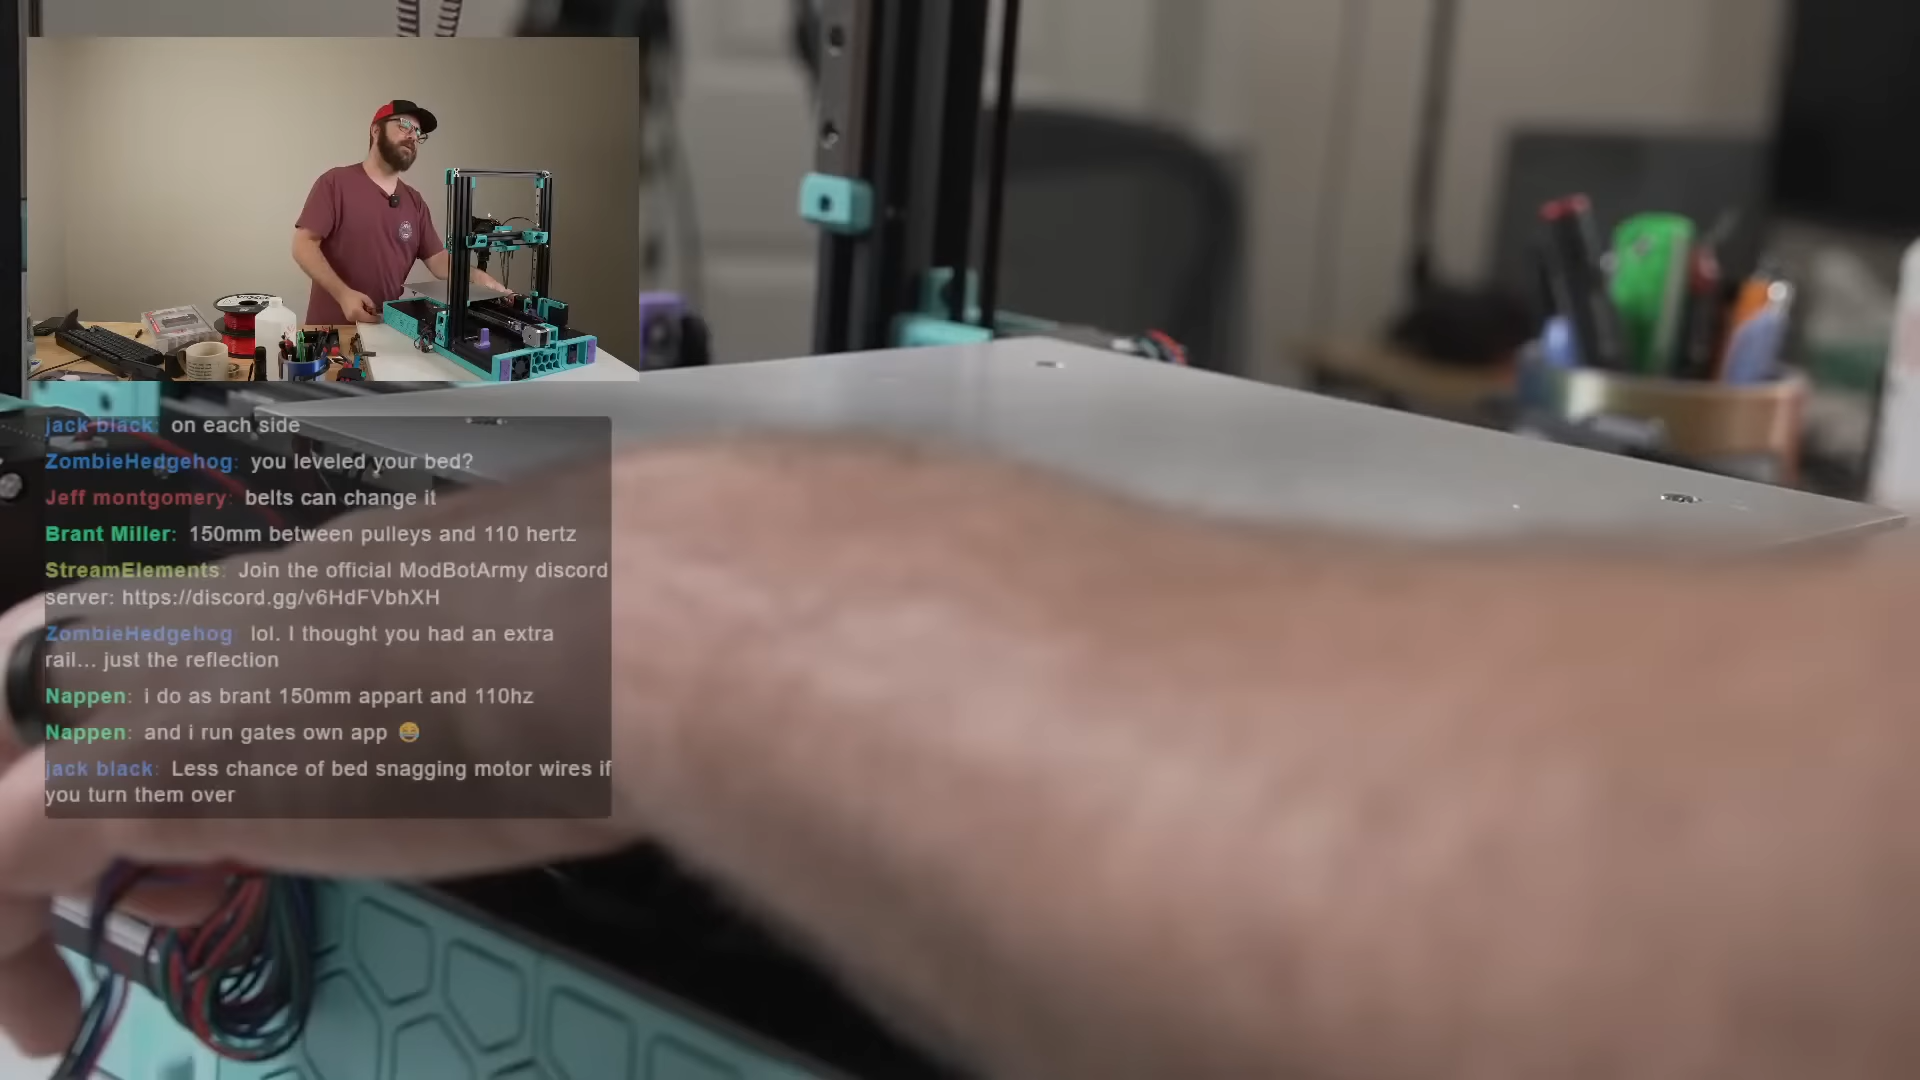 jack black: on each side
ZombieHedgehog: you leveled your bed?
Jeff montgomery: belts can change it
Brant Miller: 150mm between pulleys and 110 hertz
StreamElements: Join the official ModBotArmy discord
server: https://discord.gg/v6HdFVbhXH
ZombieHedgehog: lol. I thought you had an extra
rail... just the reflection
Nappen: i do as brant 150mm appart and 110hz
Nappen: and i run gates own app 😄
jack black: Less chance of bed snagging motor wires if
you turn them over